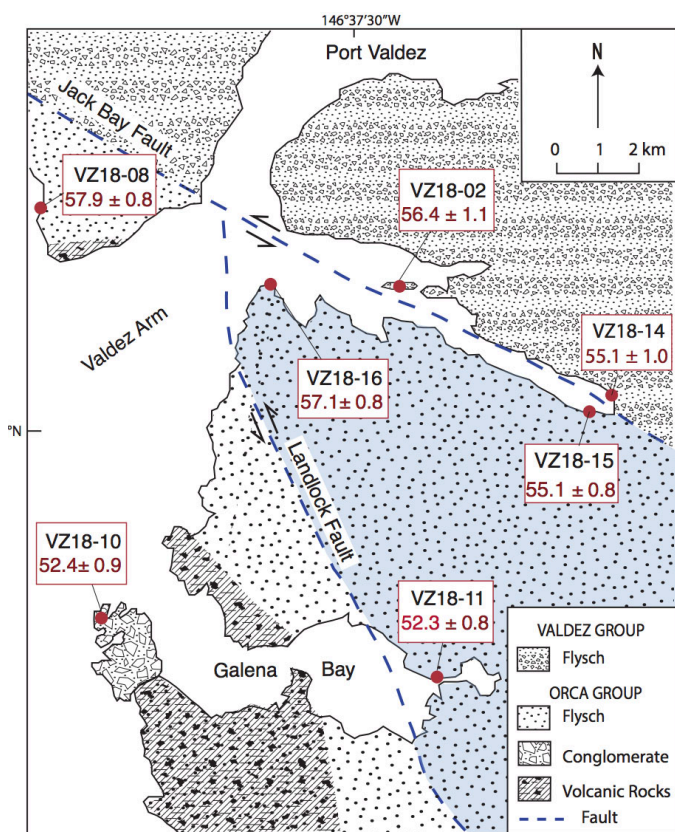 146°37'30"W
Port Valdez
N
0 1 2 km
Jack Bay Fault
VZ18-08
57.9 ± 0.8
VZ18-02
56.4 ± 1.1
Valdez Arm
VZ18-14
55.1 ± 1.0
VZ18-16
57.1± 0.8
°N
VZ18-15
55.1 ± 0.8
Landlock Fault
VZ18-10
52.4± 0.9
VZ18-11
52.3 ± 0.8
Galena Bay
VALDEZ GROUP
Flysch
ORCA GROUP
Flysch
Conglomerate
Volcanic Rocks
Fault